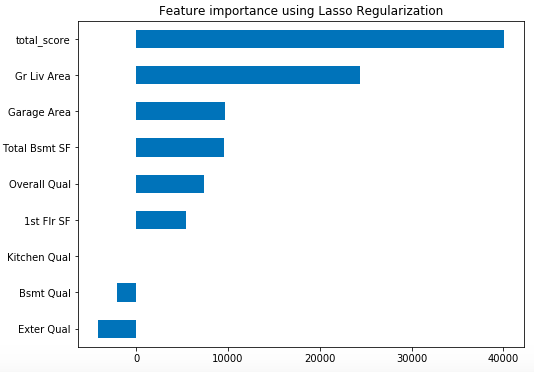 Feature importance using Lasso Regularization
total_score
Gr Liv Area
Garage Area
Total Bsmt SF
Overall Qual
1st Flr SF
Kitchen Qual
Bsmt Qual
Exter Qual
0 10000 20000 30000 40000